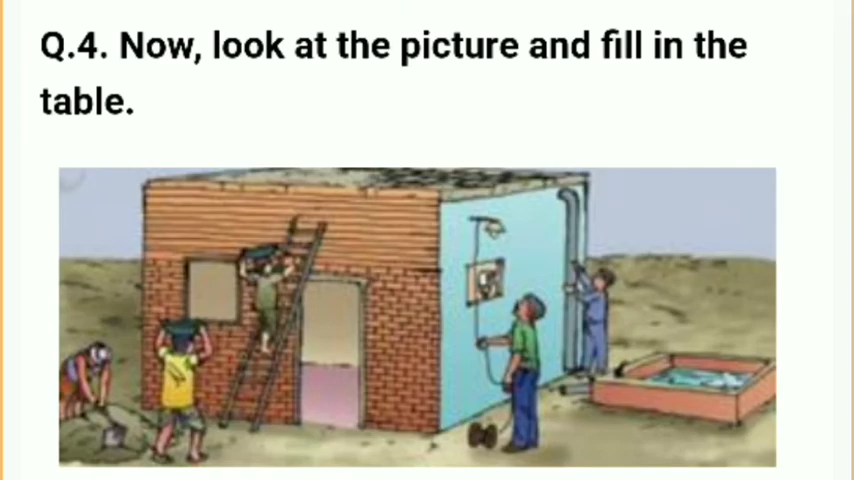 Q.4. Now, look at the picture and fill in the
table.